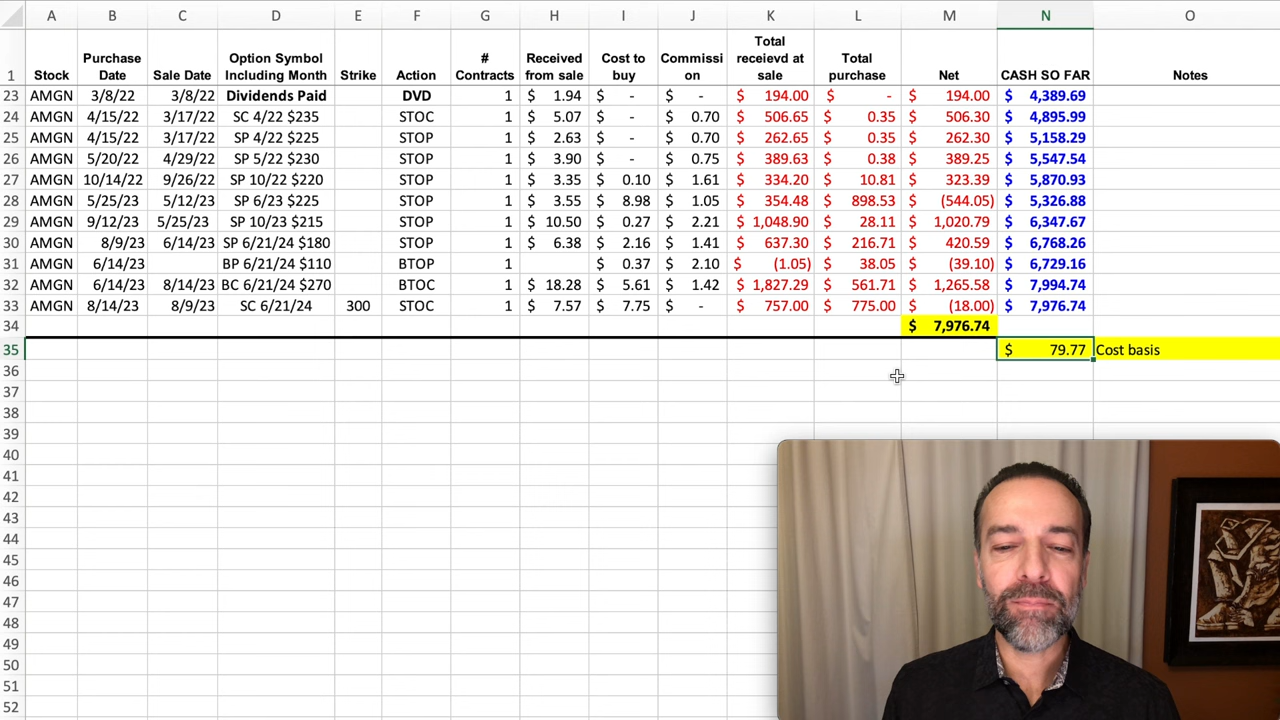 A B C D E F G H I J K L M N O
1 Stock Purchase Date Sale Date Option Symbol Including Month Strike Action # Contracts Received from sale Cost to buy Commission Total receievd at sale Total purchase Net CASH SO FAR Notes
23 AMGN 3/8/22 3/8/22 Dividends Paid DVD 1 $ 1.94 $ - $ - $ 194.00 $ - $ 194.00 $ 4,389.69
24 AMGN 4/15/22 3/17/22 SC 4/22 $235 STOC 1 $ 5.07 $ - $ 0.70 $ 506.65 $ 0.35 $ 506.30 $ 4,895.99
25 AMGN 4/15/22 3/17/22 SP 4/22 $225 STOP 1 $ 2.63 $ - $ 0.70 $ 262.65 $ 0.35 $ 262.30 $ 5,158.29
26 AMGN 5/20/22 4/29/22 SP 5/22 $230 STOP 1 $ 3.90 $ - $ 0.75 $ 389.63 $ 0.38 $ 389.25 $ 5,547.54
27 AMGN 10/14/22 9/26/22 SP 10/22 $220 STOP 1 $ 3.35 $ 0.10 $ 1.61 $ 334.20 $ 10.81 $ 323.39 $ 5,870.93
28 AMGN 5/25/23 5/12/23 SP 6/23 $225 STOP 1 $ 3.55 $ 8.98 $ 1.05 $ 354.48 $ 898.53 $ (544.05) $ 5,326.88
29 AMGN 9/12/23 5/25/23 SP 10/23 $215 STOP 1 $ 10.50 $ 0.27 $ 2.21 $ 1,048.90 $ 28.11 $ 1,020.79 $ 6,347.67
30 AMGN 8/9/23 6/14/23 SP 6/21/24 $180 STOP 1 $ 6.38 $ 2.16 $ 1.41 $ 637.30 $ 216.71 $ 420.59 $ 6,768.26
31 AMGN 6/14/23 BP 6/21/24 $110 BTOP 1 $ 0.37 $ 2.10 $ (1.05) $ 38.05 $ (39.10) $ 6,729.16
32 AMGN 6/14/23 8/14/23 BC 6/21/24 $270 BTOC 1 $ 18.28 $ 5.61 $ 1.42 $ 1,827.29 $ 561.71 $ 1,265.58 $ 7,994.74
33 AMGN 8/14/23 8/9/23 SC 6/21/24 300 STOC 1 $ 7.57 $ 7.75 $ - $ 757.00 $ 775.00 $ (18.00) $ 7,976.74
34 $ 7,976.74
35 $ 79.77 Cost basis
36
37
38
39
40
41
42
43
44
45
46
47
48
49
50
51
52